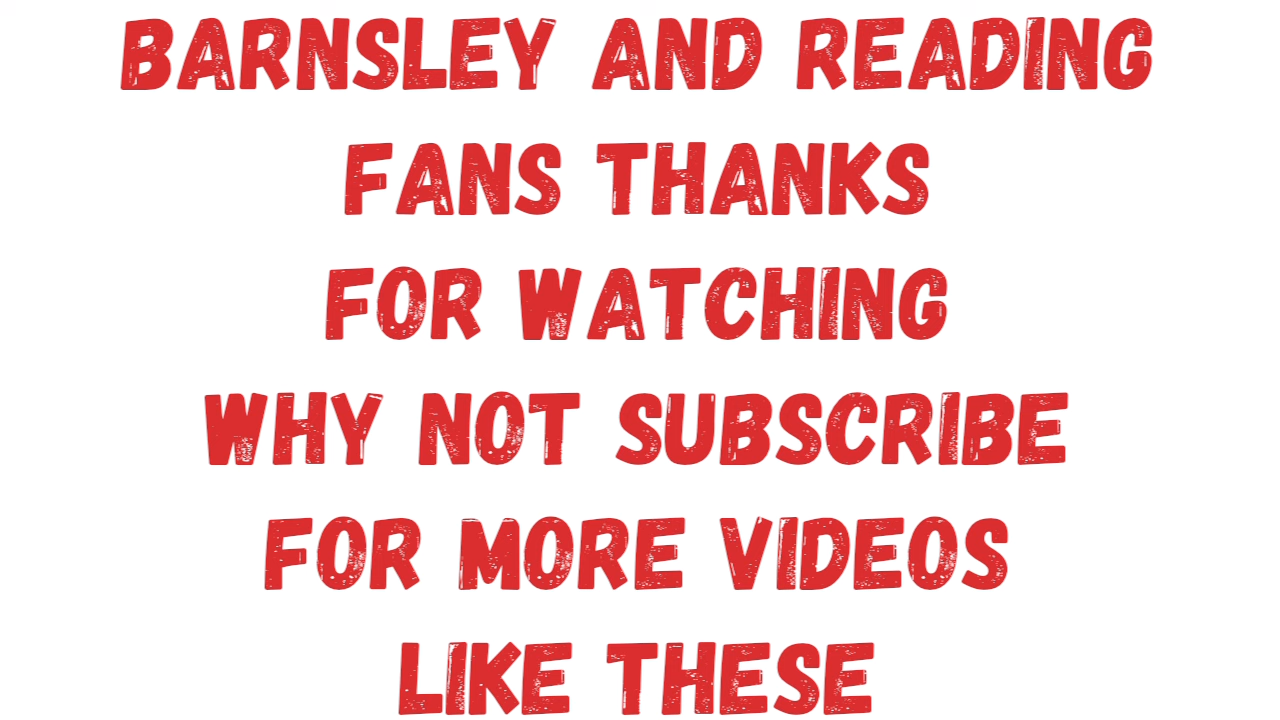 BARNSLEY AND READING
FANS THANKS
FOR WATCHING
WHY NOT SUBSCRIBE
FOR MORE VIDEOS
LIKE THESE